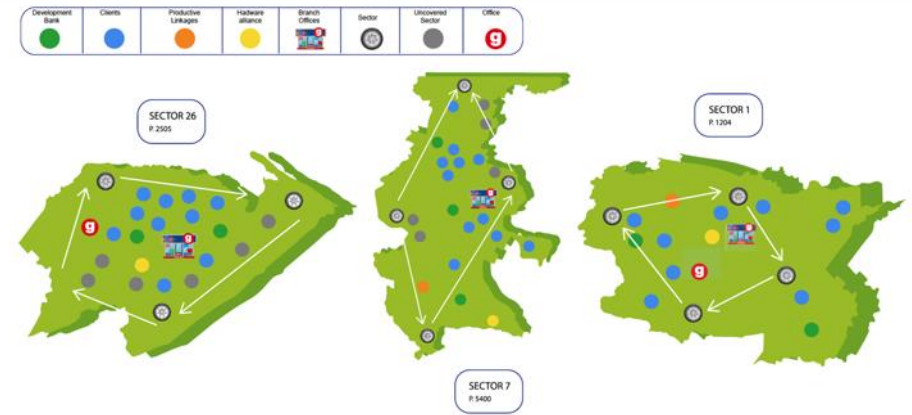 Development
Bank
Clients
Productive
Linkages
Hadware
alliance
Branch
Offices
Sector
Uncovered
Sector
Office
g
g
SECTOR 26
P. 2505
SECTOR 1
P. 1204
g
g
g
g
g
SECTOR 7
P. 5400